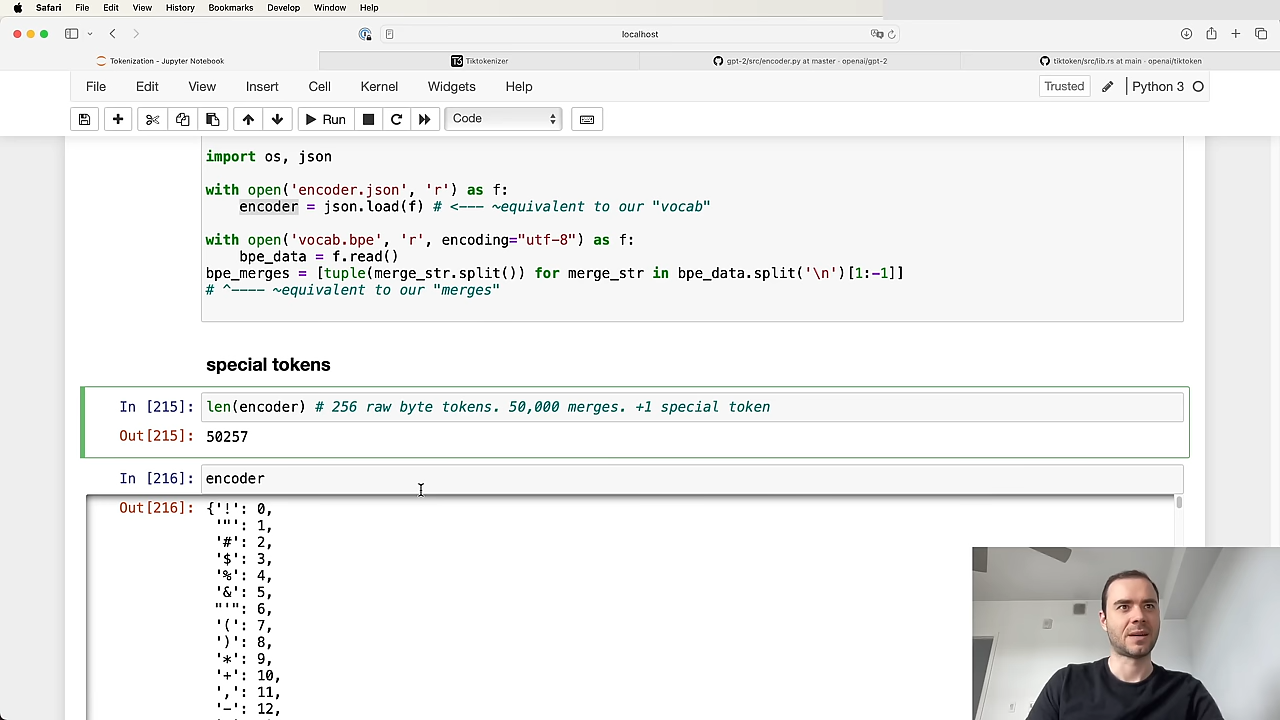 Safari File Edit View History Bookmarks Develop Window Help
localhost
Tokenization - Jupyter Notebook
Tiktokenizer
gpt-2/src/encoder.py at master · openai/gpt-2
tiktoken/src/lib.rs at main · openai/tiktoken
File Edit View Insert Cell Kernel Widgets Help
Trusted
Python 3
Run
Code
import os, json
with open('encoder.json', 'r') as f:
encoder = json.load(f) # <--- ~equivalent to our "vocab"
with open('vocab.bpe', 'r', encoding="utf-8") as f:
bpe_data = f.read()
bpe_merges = [tuple(merge_str.split()) for merge_str in bpe_data.split('\n')[1:-1]]
# ^---- ~equivalent to our "merges"
special tokens
In [215]: len(encoder) # 256 raw byte tokens. 50,000 merges. +1 special token
Out[215]: 50257
In [216]: encoder
Out[216]: {'!': 0,
'"': 1,
'#': 2,
'$': 3,
'%': 4,
'&': 5,
"'": 6,
'(': 7,
')': 8,
'*': 9,
'+': 10,
',': 11,
'-': 12,